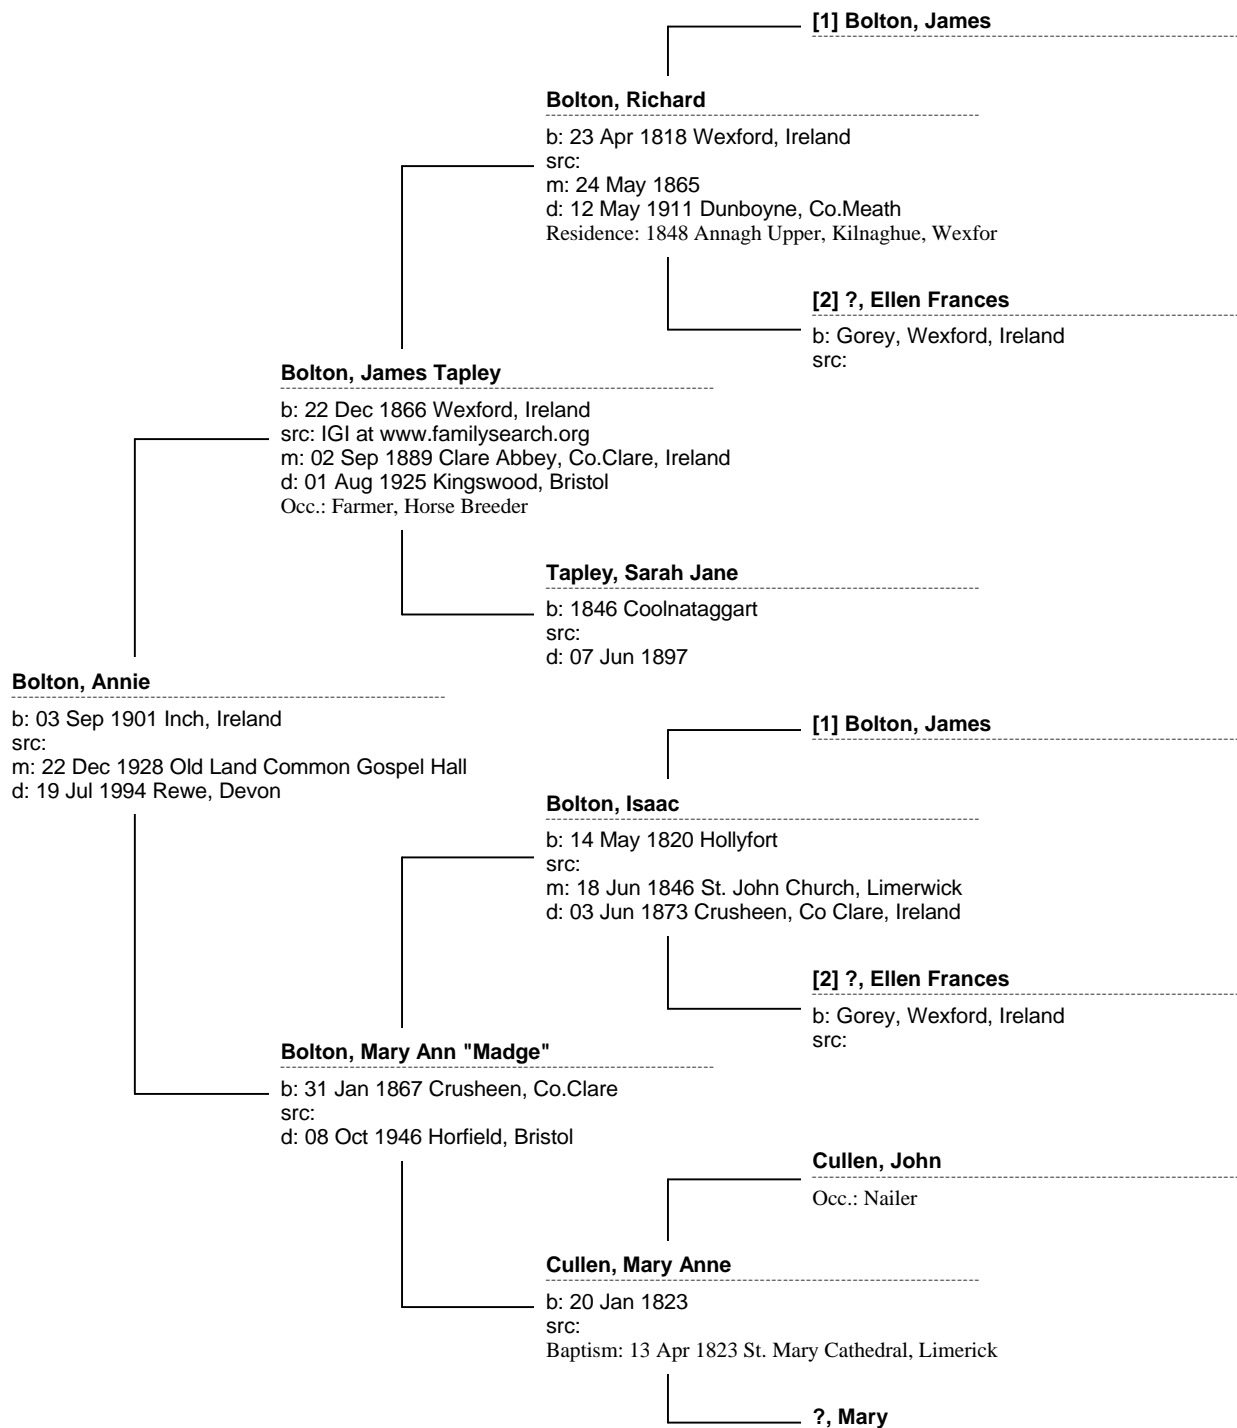 [1] Bolton, James
Bolton, Richard
b: 23 Apr 1818 Wexford, Ireland
src:
m: 24 May 1865
d: 12 May 1911 Dunboyne, Co.Meath
Residence: 1848 Annagh Upper, Kilnaghue, Wexfor
[2] ?, Ellen Frances
b: Gorey, Wexford, Ireland
src:
Bolton, James Tapley
b: 22 Dec 1866 Wexford, Ireland
src: IGI at www.familysearch.org
m: 02 Sep 1889 Clare Abbey, Co.Clare, Ireland
d: 01 Aug 1925 Kingswood, Bristol
Occ.: Farmer, Horse Breeder
Tapley, Sarah Jane
b: 1846 Coolnataggart
src:
d: 07 Jun 1897
Bolton, Annie
b: 03 Sep 1901 Inch, Ireland
src:
m: 22 Dec 1928 Old Land Common Gospel Hall
d: 19 Jul 1994 Rewe, Devon
[1] Bolton, James
Bolton, Isaac
b: 14 May 1820 Hollyfort
src:
m: 18 Jun 1846 St. John Church, Limerwick
d: 03 Jun 1873 Crusheen, Co Clare, Ireland
[2] ?, Ellen Frances
b: Gorey, Wexford, Ireland
src:
Bolton, Mary Ann "Madge"
b: 31 Jan 1867 Crusheen, Co.Clare
src:
d: 08 Oct 1946 Horfield, Bristol
Cullen, John
Occ.: Nailer
Cullen, Mary Anne
b: 20 Jan 1823
src:
Baptism: 13 Apr 1823 St. Mary Cathedral, Limerick
?, Mary